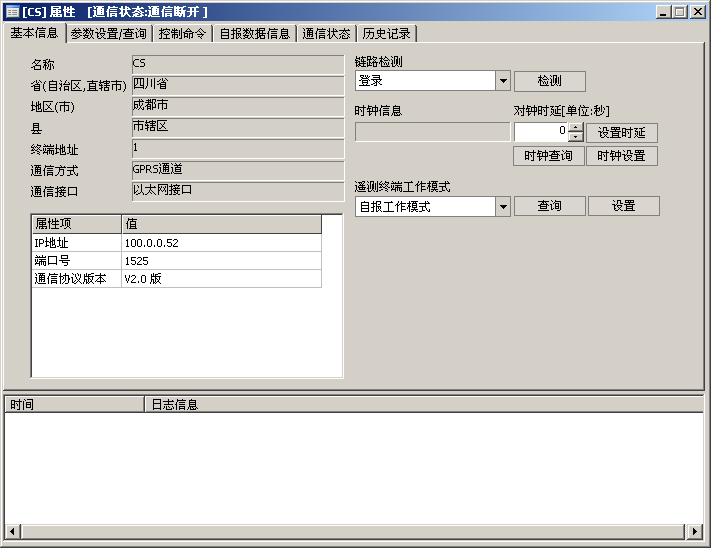 [CS]属性 [通信状态:通信断开]
基本信息 参数设置/查询 控制命令 自报数据信息 通信状态 历史记录
名称 CS
省(自治区,直辖市) 四川省
地区(市) 成都市
县 市辖区
终端地址 1
通信方式 GPRS通道
通信接口 以太网接口
属性项 值
IP地址 100.0.0.52
端口号 1525
通信协议版本 V2.0 版
链路检测
登录 检测
时钟信息 对钟时延[单位:秒]
0 设置时延
时钟查询 时钟设置
遥测终端工作模式
自报工作模式 查询 设置
时间 日志信息